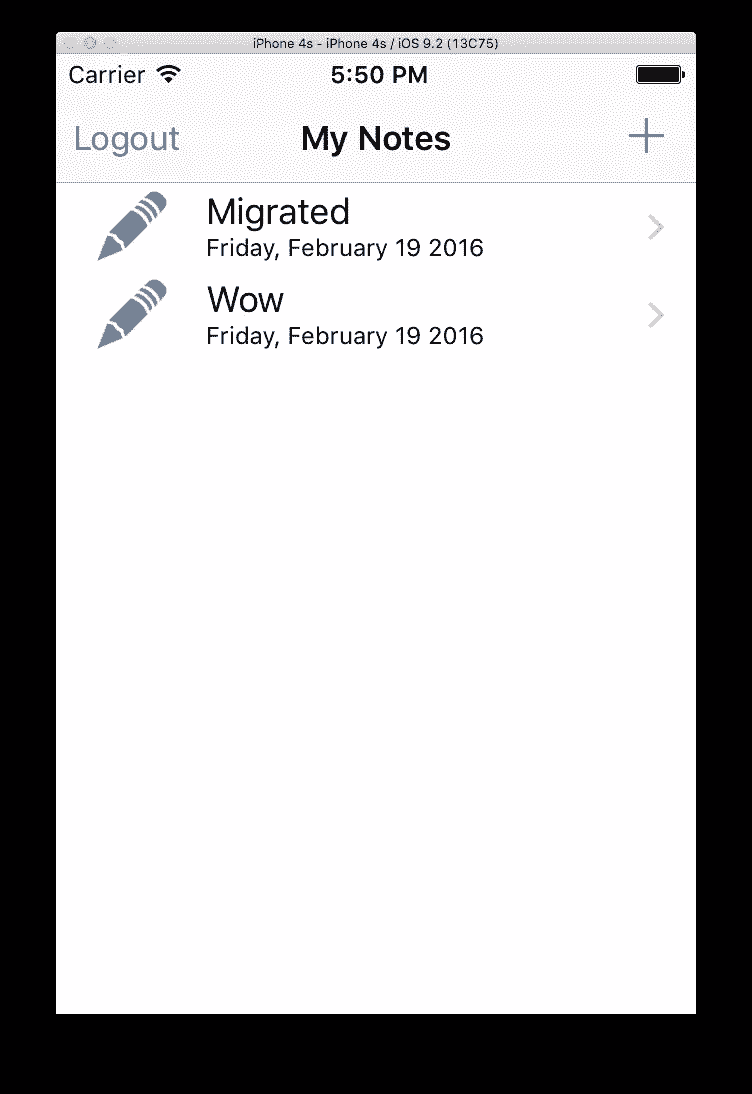 iPhone 4s - iPhone 4s / iOS 9.2 (13C75)
Carrier 5:50 PM
Logout My Notes +
Migrated
Friday, February 19 2016
Wow
Friday, February 19 2016